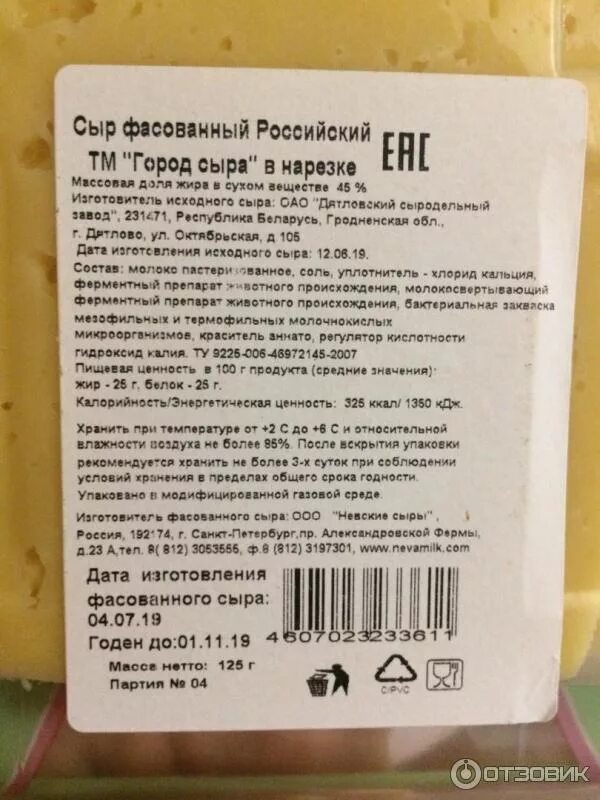 Сыр фасованный Российский
ТМ "Город сыра" в нарезке
EAC
Массовая доля жира в сухом веществе 45 %
Изготовитель исходного сыра: ОАО "Дятловский сыродельный
завод", 231471, Республика Беларусь, Гродненская обл.,
г. Дятлово, ул. Октябрьская, д 105
Дата изготовления исходного сыра: 12.06.19.
Состав: молоко пастеризованное, соль, уплотнитель - хлорид кальция,
ферментный препарат животного происхождения, молокосвертывающий
ферментный препарат животного происхождения, бактериальная закваска
мезофильных и термофильных молочнокислых
микроорганизмов, краситель аннато, регулятор кислотности
гидроксид калия. ТУ 9225-006-46972145-2007
Пищевая ценность в 100 г продукта (средние значения):
жир - 25 г. белок - 25 г.
Калорийность/Энергетическая ценность: 325 ккал/ 1350 кДж.
Хранить при температуре от +2 С до +6 С и относительной
влажности воздуха не более 85%. После вскрытия упаковки
рекомендуется хранить не более 3-х суток при соблюдении
условий хранения в пределах общего срока годности.
Упаковано в модифицированной газовой среде.
Изготовитель фасованного сыра: ООО "Невские сыры",
Россия, 192174, г. Санкт-Петербург,пр. Александровской Фермы,
д.23 А,тел. 8( 812) 3053555, ф.8 (812) 3197301, www.nevamilk.com
Дата изготовления
фасованного сыра:
04.07.19
Годен до:01.11.19
4607023233611
Масса нетто: 125 г
Партия № 04
C/PVC
ОТЗОВИК